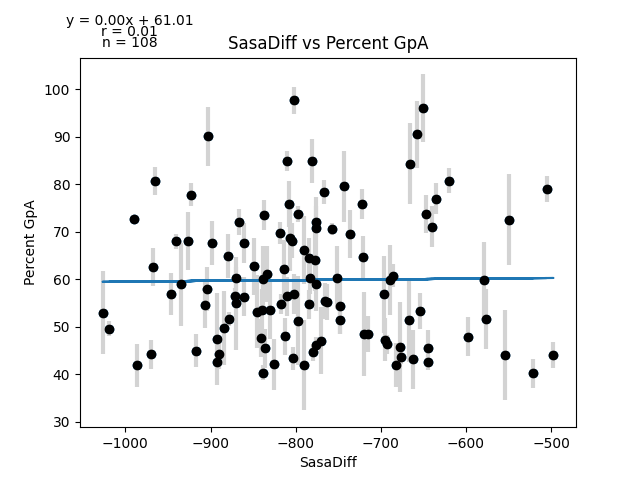 y = 0.00x + 61.01
r = 0.01
n = 108
SasaDiff vs Percent GpA
Percent GpA
100
90
80
70
60
50
40
30
−1000
−900
−800
−700
−600
−500
SasaDiff